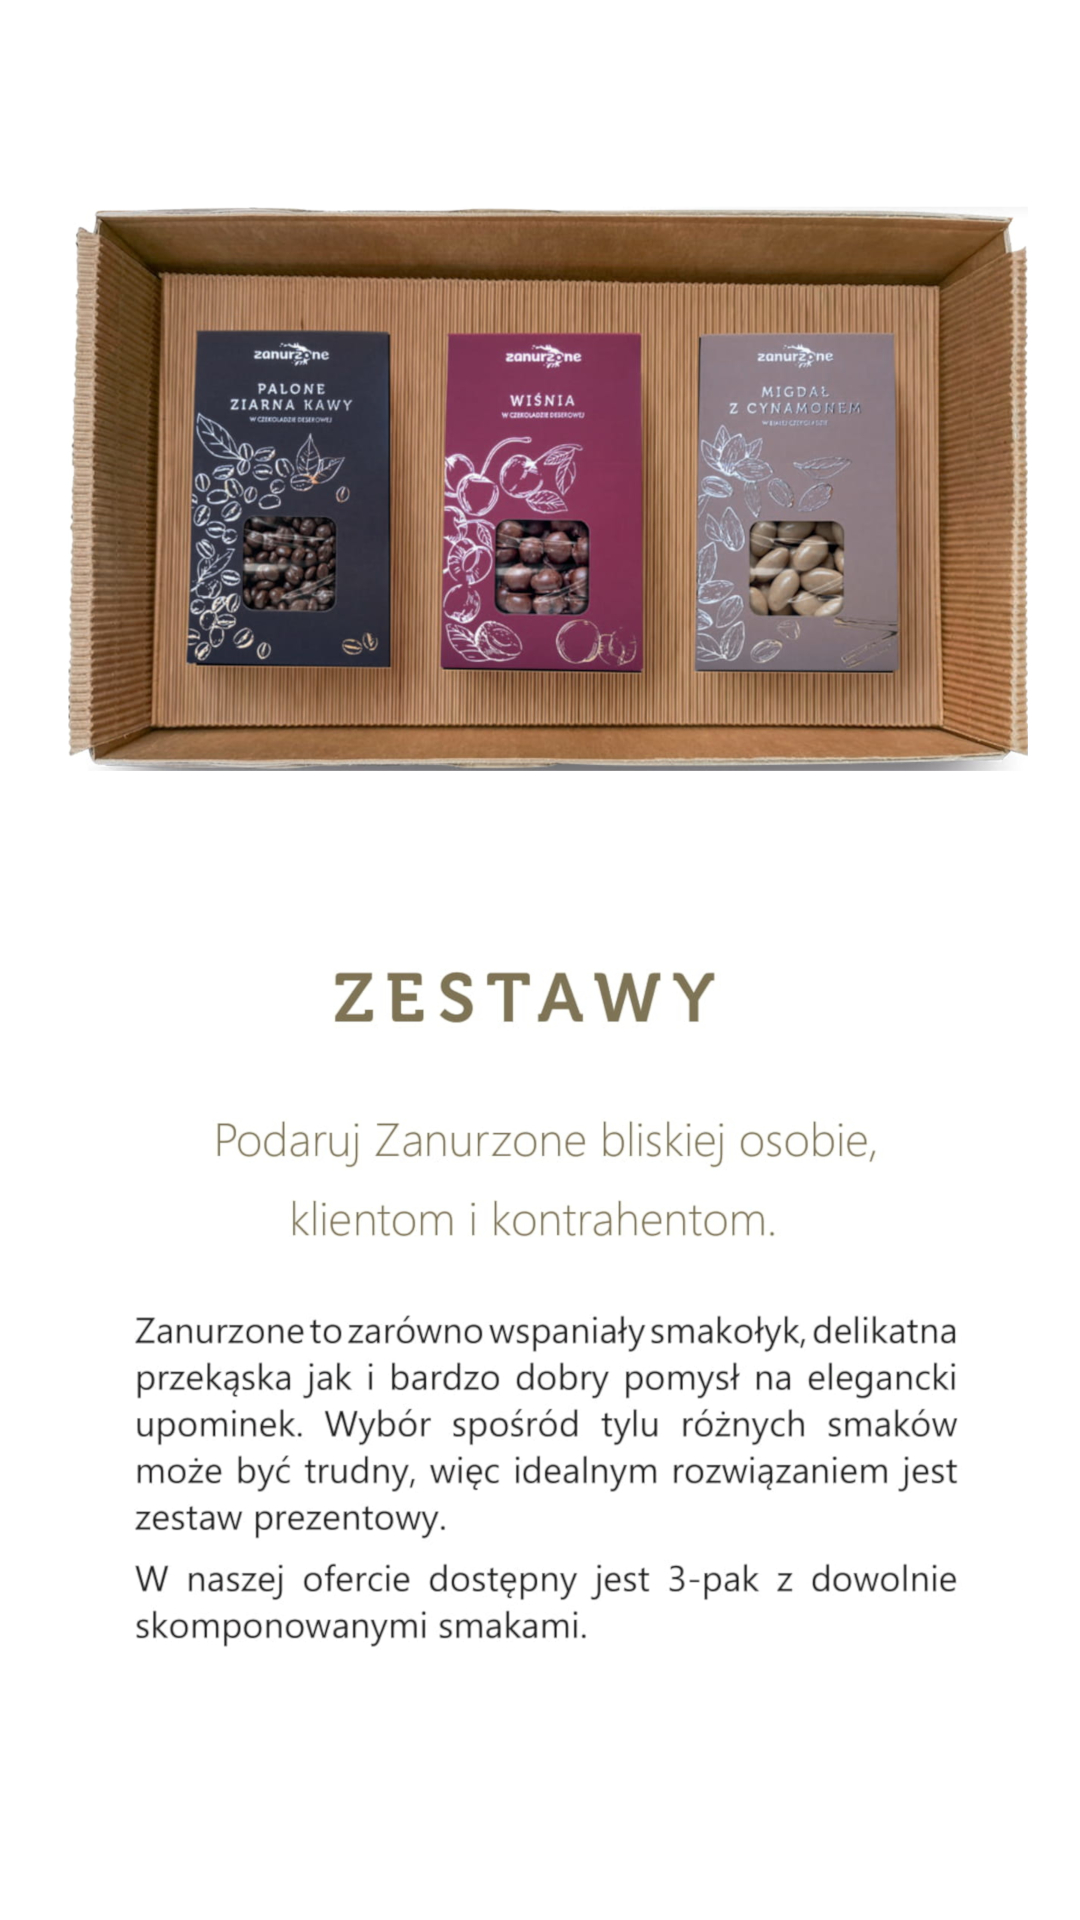 zanurzone
PALONE
ZIARNA KAWY
W CZEKOLADZIE DESEROWEJ
zanurzone
WIŚNIA
W CZEKOLADZIE DESEROWEJ
zanurzone
MIGDAŁ
Z CYNAMONEM
W BIAŁEJ CZEKOLADZIE
ZESTAWY
Podaruj Zanurzone bliskiej osobie,
klientom i kontrahentom.
Zanurzone to zarówno wspaniały smakołyk, delikatna
przekąska jak i bardzo dobry pomysł na elegancki
upominek. Wybór spośród tylu różnych smaków
może być trudny, więc idealnym rozwiązaniem jest
zestaw prezentowy.
W naszej ofercie dostępny jest 3-pak z dowolnie
skomponowanymi smakami.